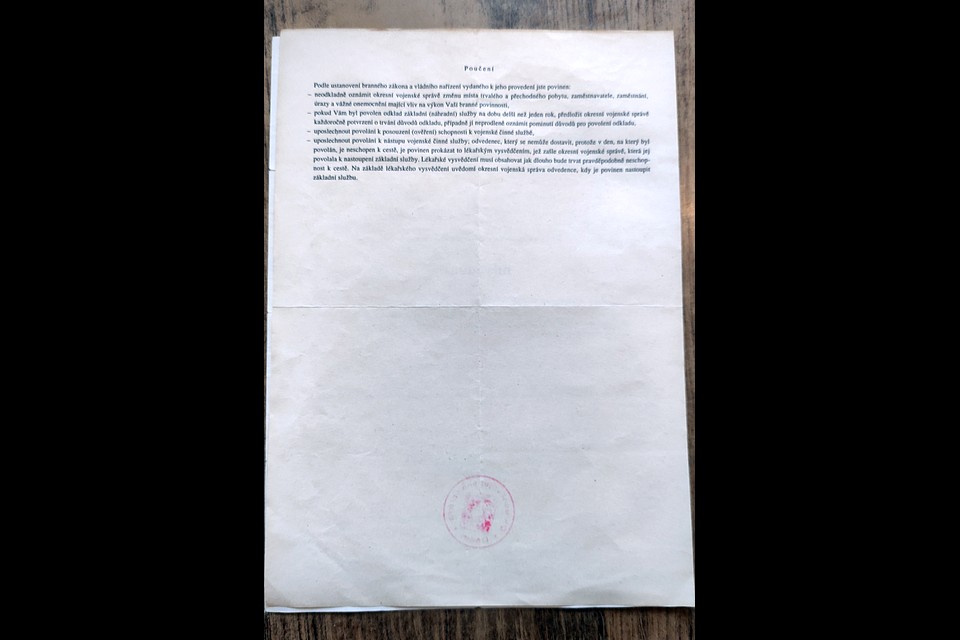 Poučení
Podle ustanovení branného zákona a vládního nařízení vydaného k jeho provedení jste povinen:
– neodkladně oznámit okresní vojenské správě změnu místa trvalého a přechodného pobytu, zaměstnavatele, zaměstnání,
úrazy a vážné onemocnění mající vliv na výkon Vaší branné povinnosti,
– pokud Vám byl povolen odklad základní (náhradní) služby na dobu delší než jeden rok, předložit okresní vojenské správě
každoročně potvrzení o trvání důvodů odkladu, případně jí neprodleně oznámit pominutí důvodů pro povolení odkladu,
– uposlechnout povolání k posouzení (ověření) schopnosti k vojenské činné službě,
– uposlechnout povolání k nástupu vojenské činné služby; odvedenec, který se nemůže dostavit, protože v den, na který byl
povolán, je neschopen k cestě, je povinen prokázat to lékařským vysvědčením, jež zašle okresní vojenské správě, která jej
povolala k nastoupení základní služby. Lékařské vysvědčení musí obsahovat jak dlouho bude trvat pravděpodobně neschop-
nost k cestě. Na základě lékařského vysvědčení uvědomí okresní vojenská správa odvedence, kdy je povinen nastoupit
základní službu.